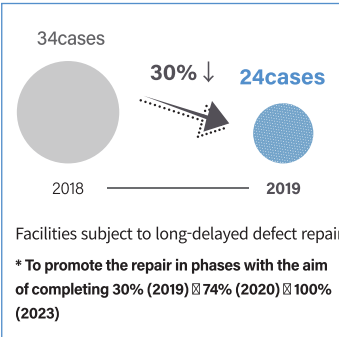 34cases
30%↓
24cases
2018
2019
Facilities subject to long-delayed defect repair
* To promote the repair in phases with the aim
of completing 30% (2019) 74% (2020) 100%
(2023)